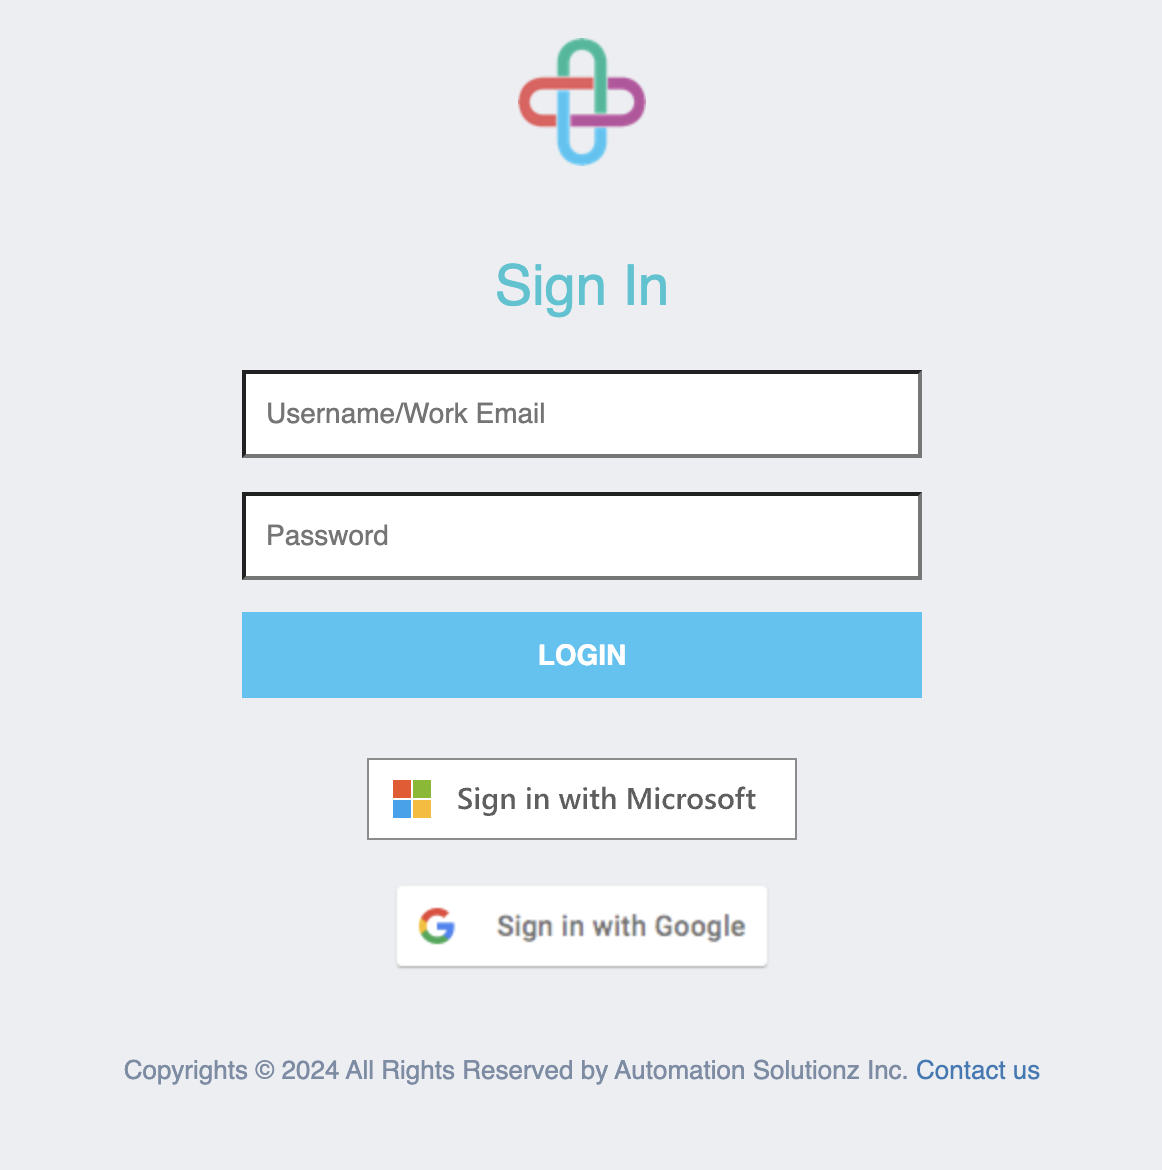 Sign In
Username/Work Email
Password
LOGIN
Sign in with Microsoft
Sign in with Google
Copyrights © 2024 All Rights Reserved by Automation Solutionz Inc. Contact us